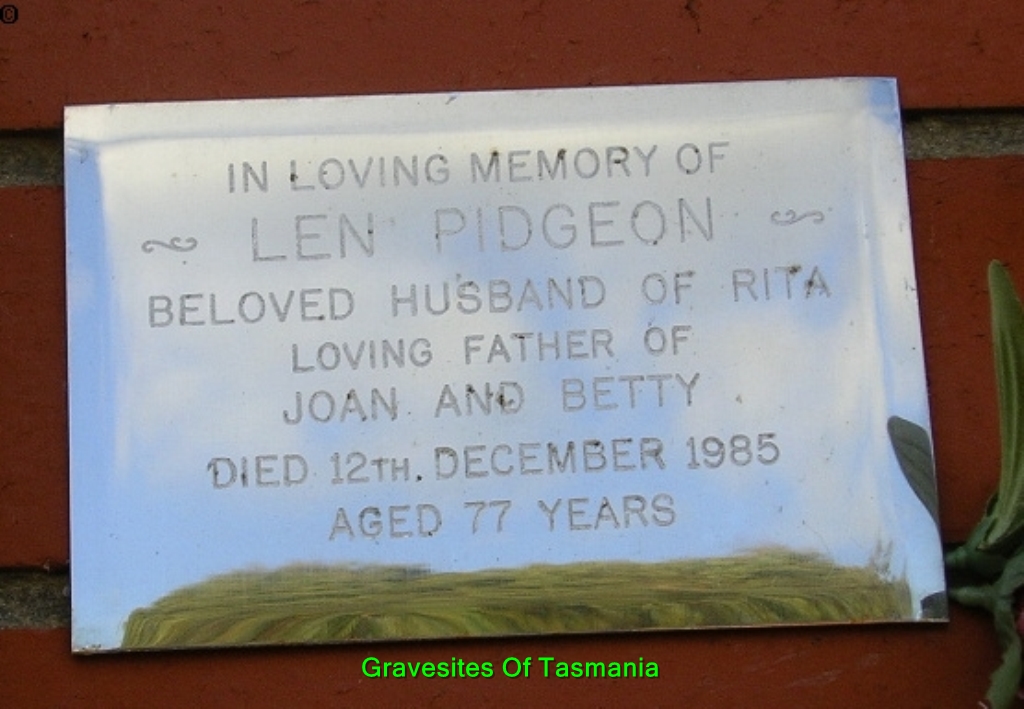 ©
IN LOVING MEMORY OF
LEN PIDGEON
BELOVED HUSBAND OF RITA
LOVING FATHER OF
JOAN AND BETTY
DIED 12TH. DECEMBER 1985
AGED 77 YEARS
Gravesites Of Tasmania